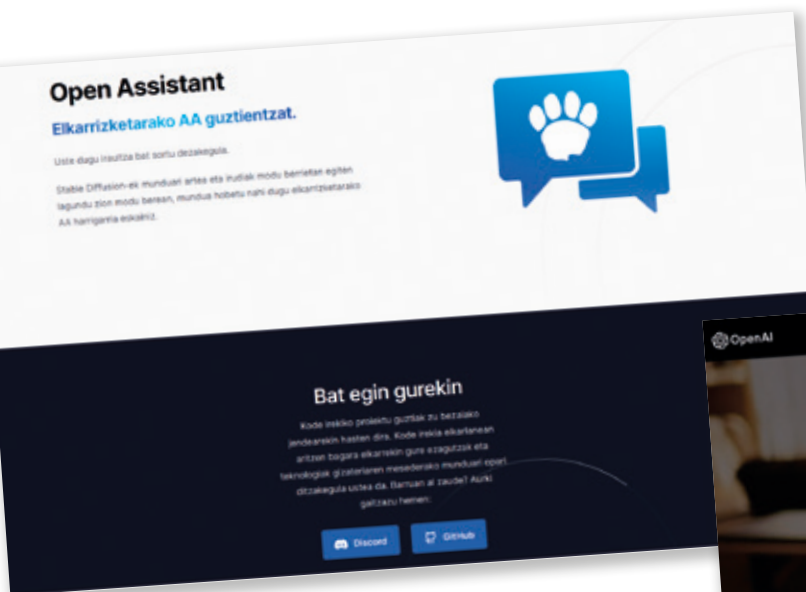 Open Assistant
Elkarrizketarako AA guztientzat.
Uste dugu iraultza bat sortu dezakegula.
Stable Diffusion-ek munduari artea eta irudiak modu berrietan egiten
lagundu zion modu berean, mundua hobetu nahi dugu elkarrizketarako
AA harrigarria eskainiz.
OpenAI
Bat egin gurekin
Kode irekiko proiektu guztiak zu bezalako
jendearekin hasten dira. Kode irekia elkarlanean
aritzen bagara elkarrekin gure ezagutzak eta
teknologiak gizateriaren mesederako munduari opari
ditzakegula ustea da. Barruan al zaude? Aurki
gaitzazu hemen:
Discord
GitHub